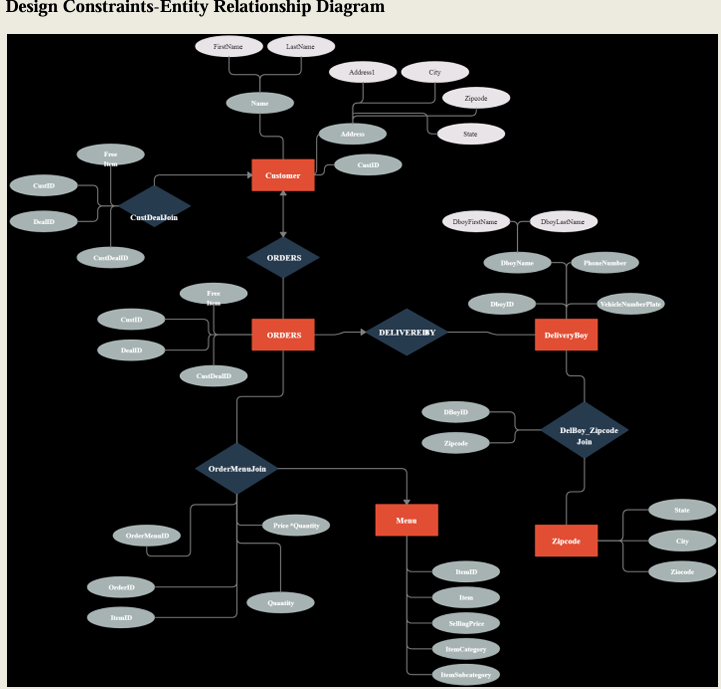 Design Constraints-Entity Relationship Diagram
FirstName
LastName
Address1
City
Name
Zipcode
Address
State
Free
Item
CustID
Customer
CustID
DealID
CustDealJoin
DboyFirstName
DboyLastName
CustDealID
ORDERS
DboyName
PhoneNumber
Free
Item
DboyID
VehicleNumberPlate
CustID
ORDERS
DELIVEREDBY
DeliveryBoy
DealID
CustDealID
DBoyID
DelBoy_Zipcode
Join
Zipcode
OrderMenuJoin
State
Menu
Price *Quantity
OrderMenuID
Zipcode
City
ItemID
Ziocode
OrderID
Item
Quantity
ItemID
SellingPrice
ItemCategory
ItemSubcategory